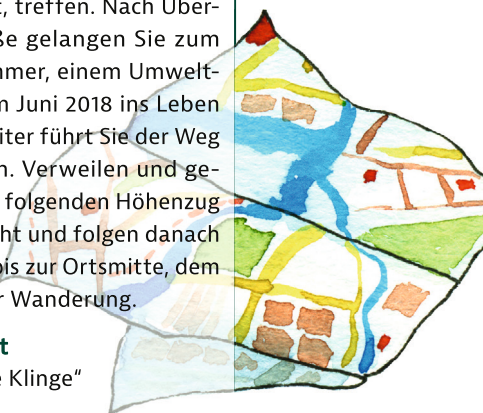 t, treffen. Nach Über-
ße gelangen Sie zum
mmer, einem Umwelt-
m Juni 2018 ins Leben
iter führt Sie der Weg
n. Verweilen und ge-
folgenden Höhenzug
ht und folgen danach
bis zur Ortsmitte, dem
r Wanderung.
t
e Klinge“